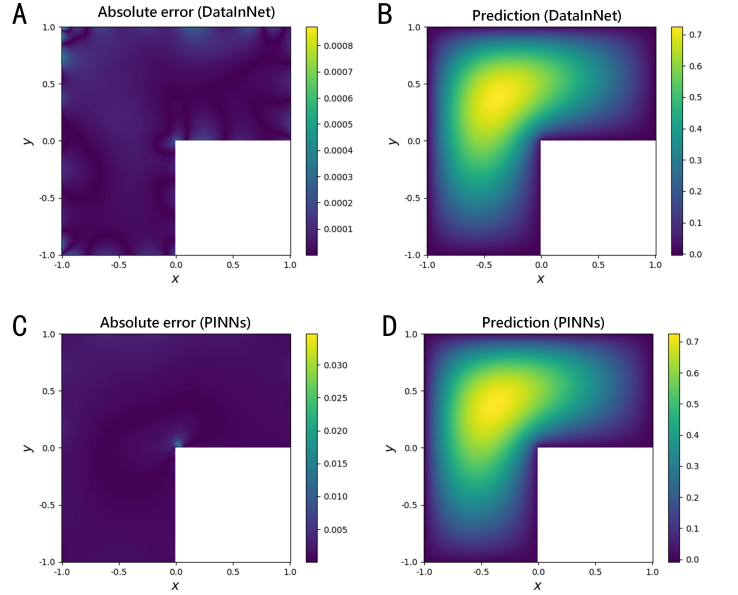 A
Absolute error (DataInNet)
1.0
0.5
0.0
-0.5
-1.0
y
-1.0 -0.5 0.0 0.5 1.0
x
0.0008
0.0007
0.0006
0.0005
0.0004
0.0003
0.0002
0.0001
B
Prediction (DataInNet)
1.0
0.5
0.0
-0.5
-1.0
y
-1.0 -0.5 0.0 0.5 1.0
x
0.7
0.6
0.5
0.4
0.3
0.2
0.1
0.0
C
Absolute error (PINNs)
1.0
0.5
0.0
-0.5
-1.0
y
-1.0 -0.5 0.0 0.5 1.0
x
0.030
0.025
0.020
0.015
0.010
0.005
D
Prediction (PINNs)
1.0
0.5
0.0
-0.5
-1.0
y
-1.0 -0.5 0.0 0.5 1.0
x
0.7
0.6
0.5
0.4
0.3
0.2
0.1
0.0